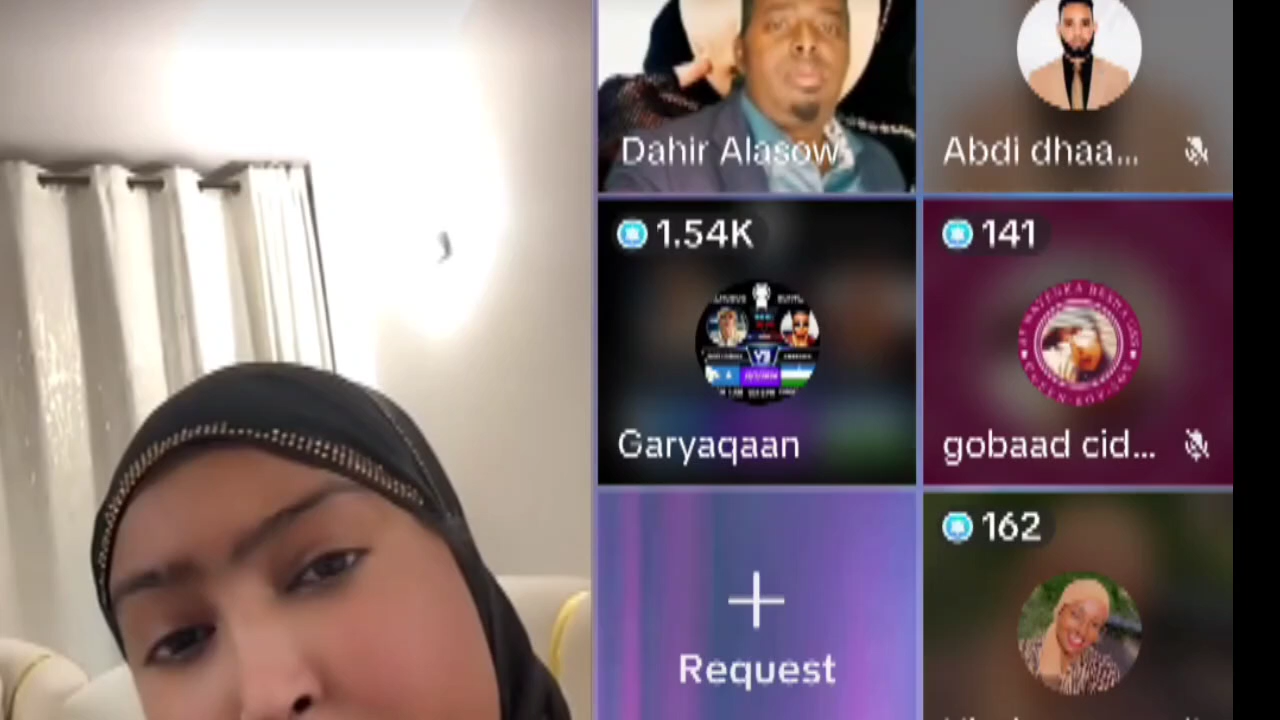 Dahir Alasow
Abdi dhaa...
1.54K
141
Garyaqaan
gobaad cid...
162
Request